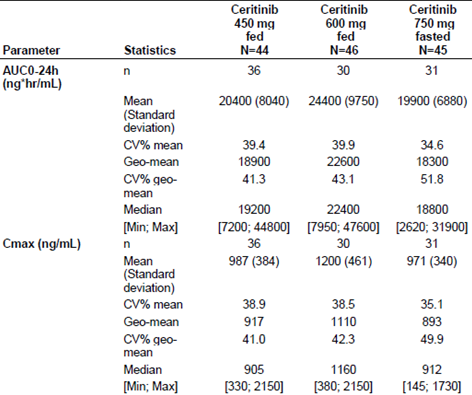 Parameter Statistics Ceritinib 450 mg fed N=44 Ceritinib 600 mg fed N=46 Ceritinib 750 mg fasted N=45
AUC0-24h (ng*hr/mL) n 36 30 31
Mean (Standard deviation) 20400 (8040) 24400 (9750) 19900 (6880)
CV% mean 39.4 39.9 34.6
Geo-mean 18900 22600 18300
CV% geo-mean 41.3 43.1 51.8
Median 19200 22400 18800
[Min; Max] [7200; 44800] [7950; 47600] [2620; 31900]
Cmax (ng/mL) n 36 30 31
Mean (Standard deviation) 987 (384) 1200 (461) 971 (340)
CV% mean 38.9 38.5 35.1
Geo-mean 917 1110 893
CV% geo-mean 41.0 42.3 49.9
Median 905 1160 912
[Min; Max] [330; 2150] [380; 2150] [145; 1730]